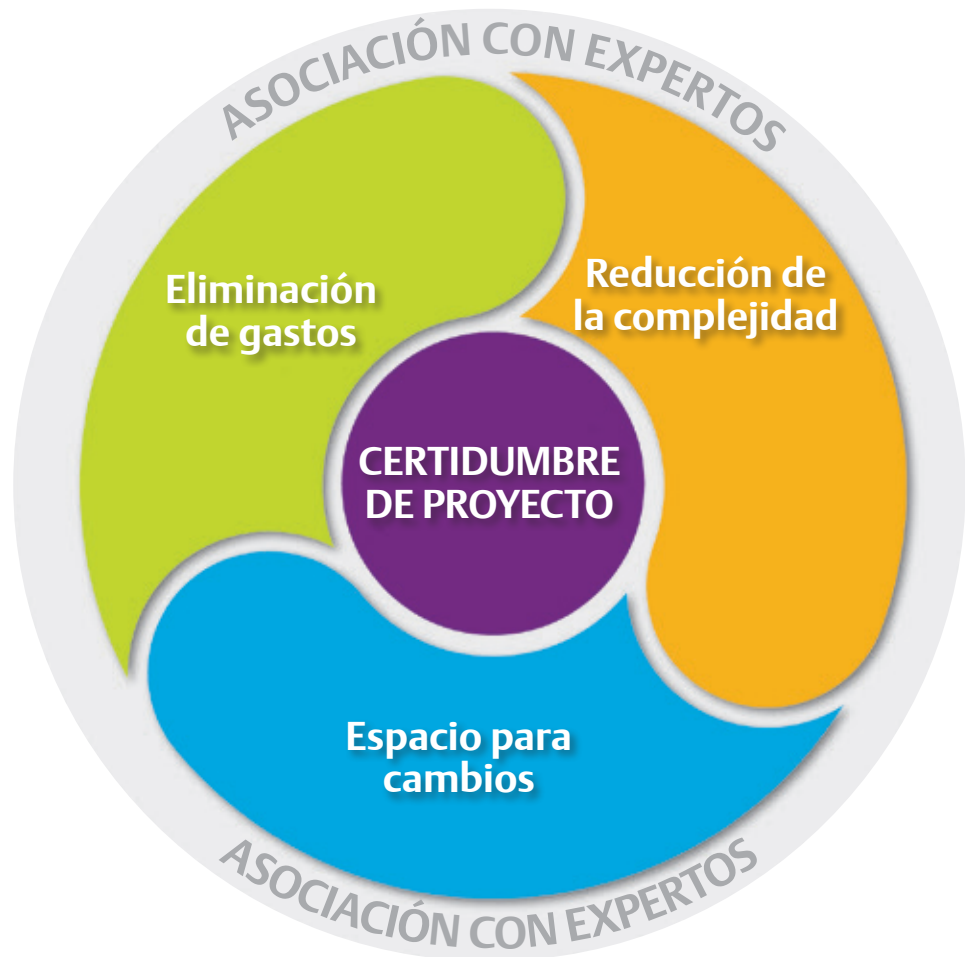 ASOCIACIÓN CON EXPERTOS
Eliminación
de gastos
Reducción de
la complejidad
CERTIDUMBRE
DE PROYECTO
Espacio para
cambios
ASOCIACIÓN CON EXPERTOS